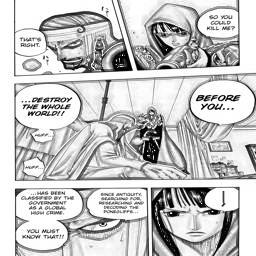 SO YOU
COULD
KILL ME?
THAT'S
RIGHT.
BEFORE
YOU...
...DESTROY
THE WHOLE
WORLD!!
HUFF...
HUFF...
!
SINCE ANTIQUITY,
SEARCHING FOR,
RESEARCHING AND
DECODING THE
PONEGLIFFS...
...HAS BEEN
CLASSIFIED BY THE
GOVERNMENT
AS A GLOBAL
HIGH CRIME.
YOU MUST
KNOW THAT!!